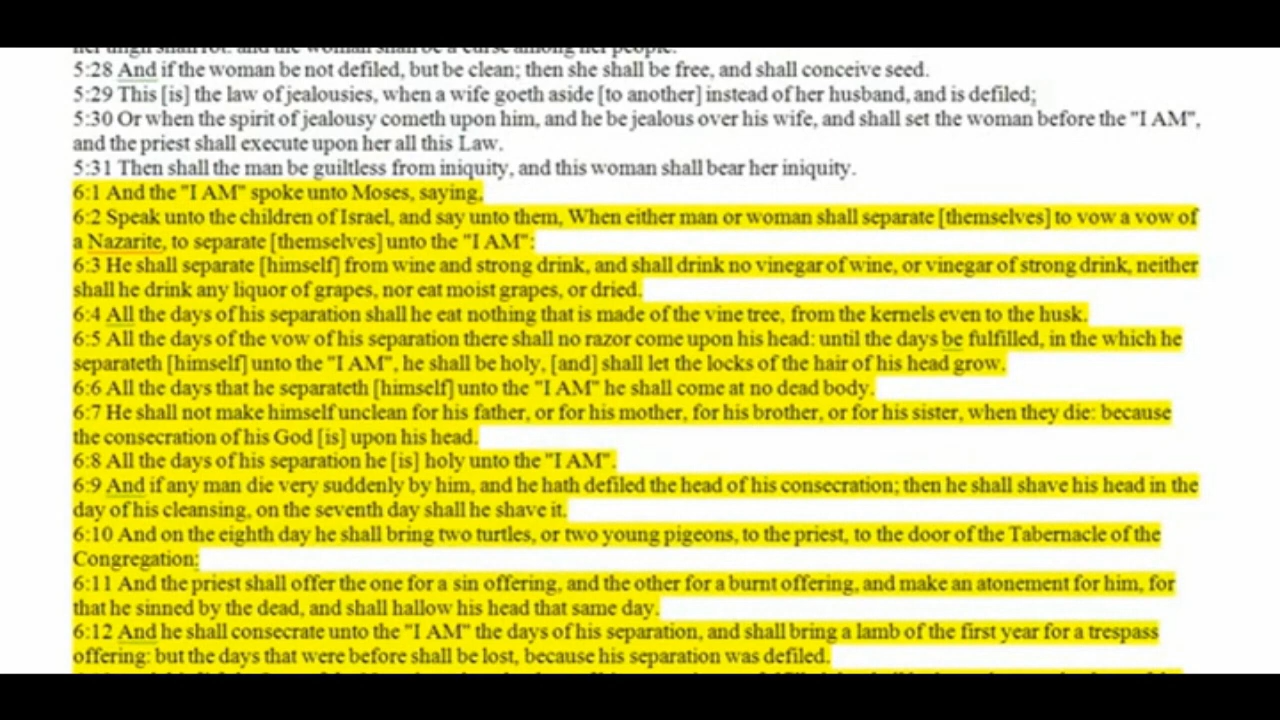 her thigh shall rot: and the woman shall be a curse among her people.
5:28 And if the woman be not defiled, but be clean; then she shall be free, and shall conceive seed.
5:29 This [is] the law of jealousies, when a wife goeth aside [to another] instead of her husband, and is defiled;
5:30 Or when the spirit of jealousy cometh upon him, and he be jealous over his wife, and shall set the woman before the "I AM",
and the priest shall execute upon her all this Law.
5:31 Then shall the man be guiltless from iniquity, and this woman shall bear her iniquity.
6:1 And the "I AM" spoke unto Moses, saying,
6:2 Speak unto the children of Israel, and say unto them, When either man or woman shall separate [themselves] to vow a vow of
a Nazarite, to separate [themselves] unto the "I AM":
6:3 He shall separate [himself] from wine and strong drink, and shall drink no vinegar of wine, or vinegar of strong drink, neither
shall he drink any liquor of grapes, nor eat moist grapes, or dried.
6:4 All the days of his separation shall he eat nothing that is made of the vine tree, from the kernels even to the husk.
6:5 All the days of the vow of his separation there shall no razor come upon his head: until the days be fulfilled, in the which he
separateth [himself] unto the "I AM", he shall be holy, [and] shall let the locks of the hair of his head grow.
6:6 All the days that he separateth [himself] unto the "I AM" he shall come at no dead body.
6:7 He shall not make himself unclean for his father, or for his mother, for his brother, or for his sister, when they die: because
the consecration of his God [is] upon his head.
6:8 All the days of his separation he [is] holy unto the "I AM".
6:9 And if any man die very suddenly by him, and he hath defiled the head of his consecration; then he shall shave his head in the
day of his cleansing, on the seventh day shall he shave it.
6:10 And on the eighth day he shall bring two turtles, or two young pigeons, to the priest, to the door of the Tabernacle of the
Congregation:
6:11 And the priest shall offer the one for a sin offering, and the other for a burnt offering, and make an atonement for him, for
that he sinned by the dead, and shall hallow his head that same day.
6:12 And he shall consecrate unto the "I AM" the days of his separation, and shall bring a lamb of the first year for a trespass
offering: but the days that were before shall be lost, because his separation was defiled.